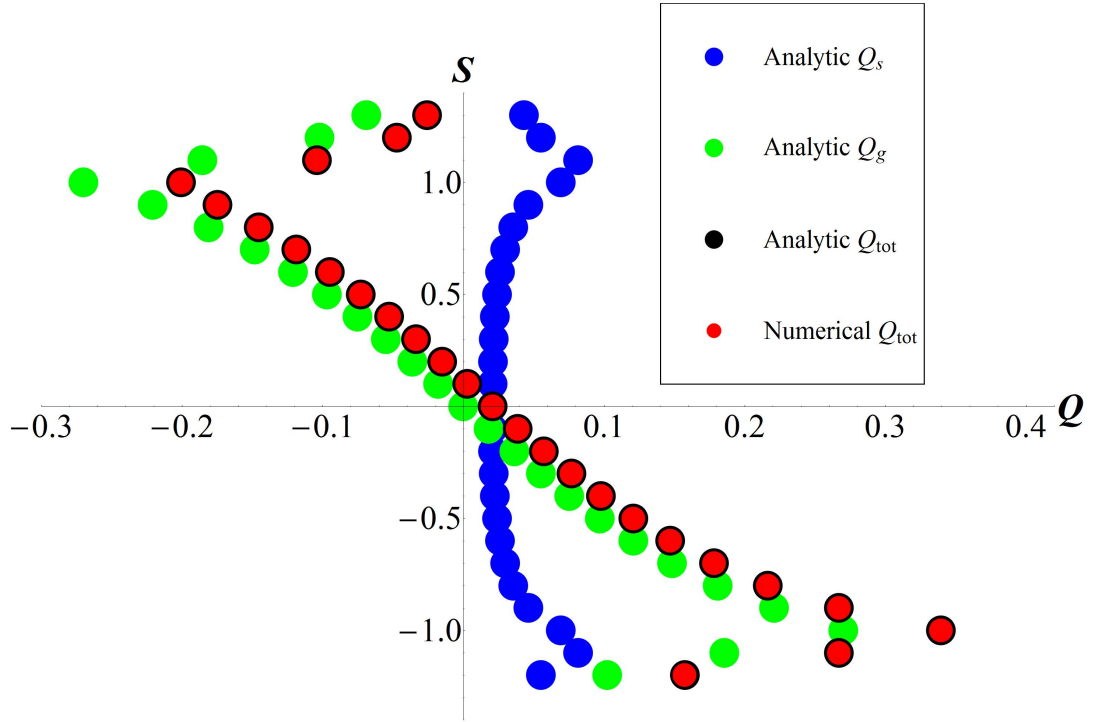 S
Analytic Qs
Analytic Qg
Analytic Qtot
Numerical Qtot
1.0
0.5
−0.3 −0.2 −0.1 0.1 0.2 0.3 0.4 Q
−0.5
−1.0